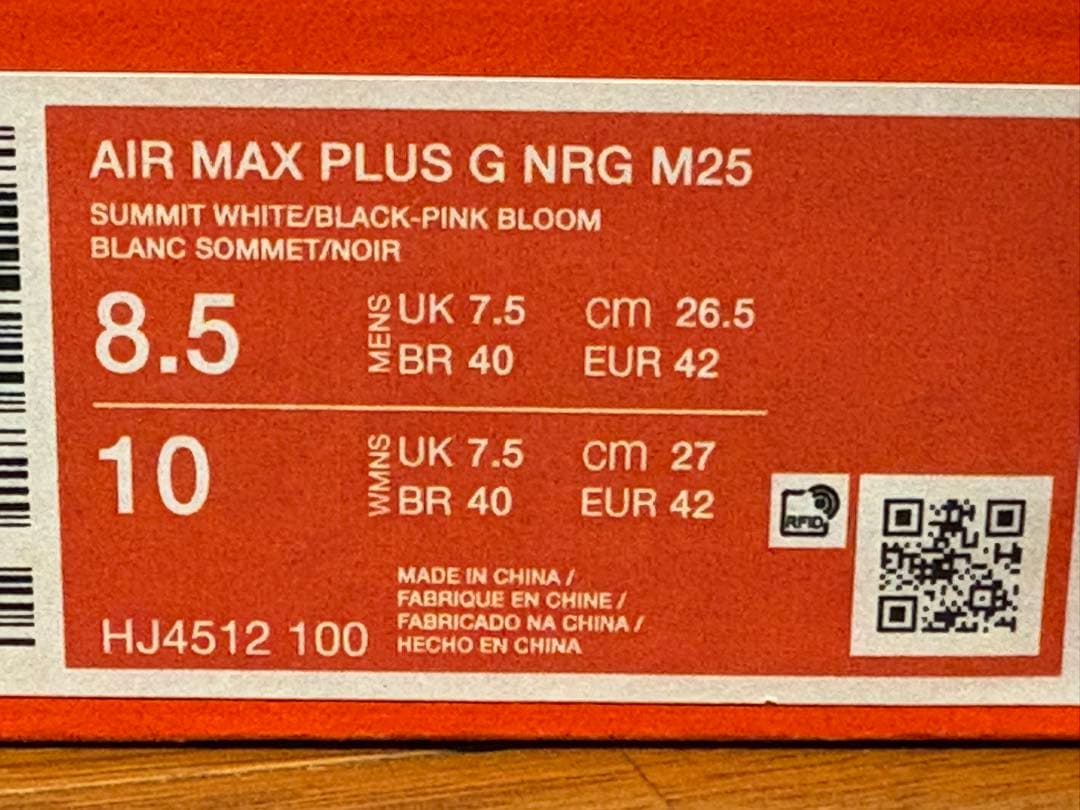 AIR MAX PLUS G NRG M25
SUMMIT WHITE/BLACK-PINK BLOOM
BLANC SOMMET/NOIR
8.5 MENS UK 7.5 cm 26.5
BR 40 EUR 42
10 WMNS UK 7.5 cm 27
BR 40 EUR 42
RFID
MADE IN CHINA /
FABRIQUE EN CHINE /
FABRICADO NA CHINA /
HECHO EN CHINA
HJ4512 100